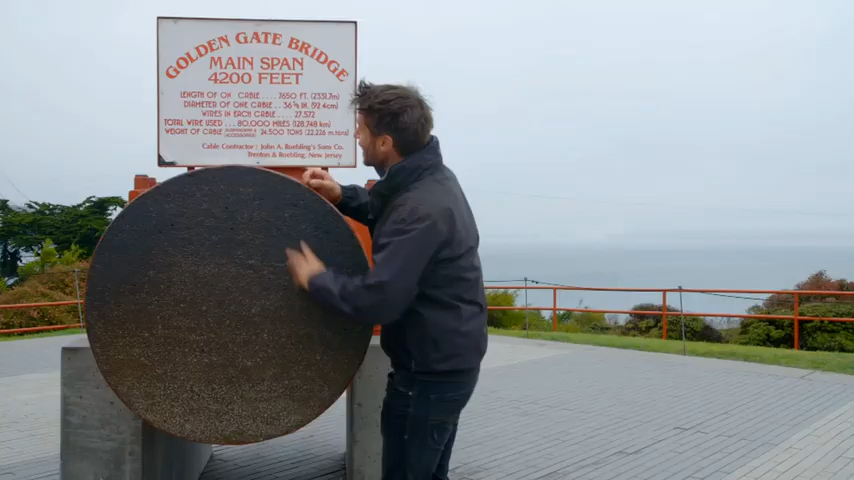 GOLDEN GATE BRIDGE
MAIN SPAN
4200 FEET
LENGTH OF ONE CABLE .... 7650 FT. (2331.7m)
DIAMETER OF ONE CABLE ... 36 3/8 IN. (92.4cm)
WIRES IN EACH CABLE ..... 27,572
TOTAL WIRE USED ... 80,000 MILES (128,748 km)
WEIGHT OF CABLE SUSPENDERS & ACCESSORIES 24,500 TONS (22,226 m.tons)
Cable Contractor: John A. Roebling's Sons Co.
Trenton & Roebling, New Jersey